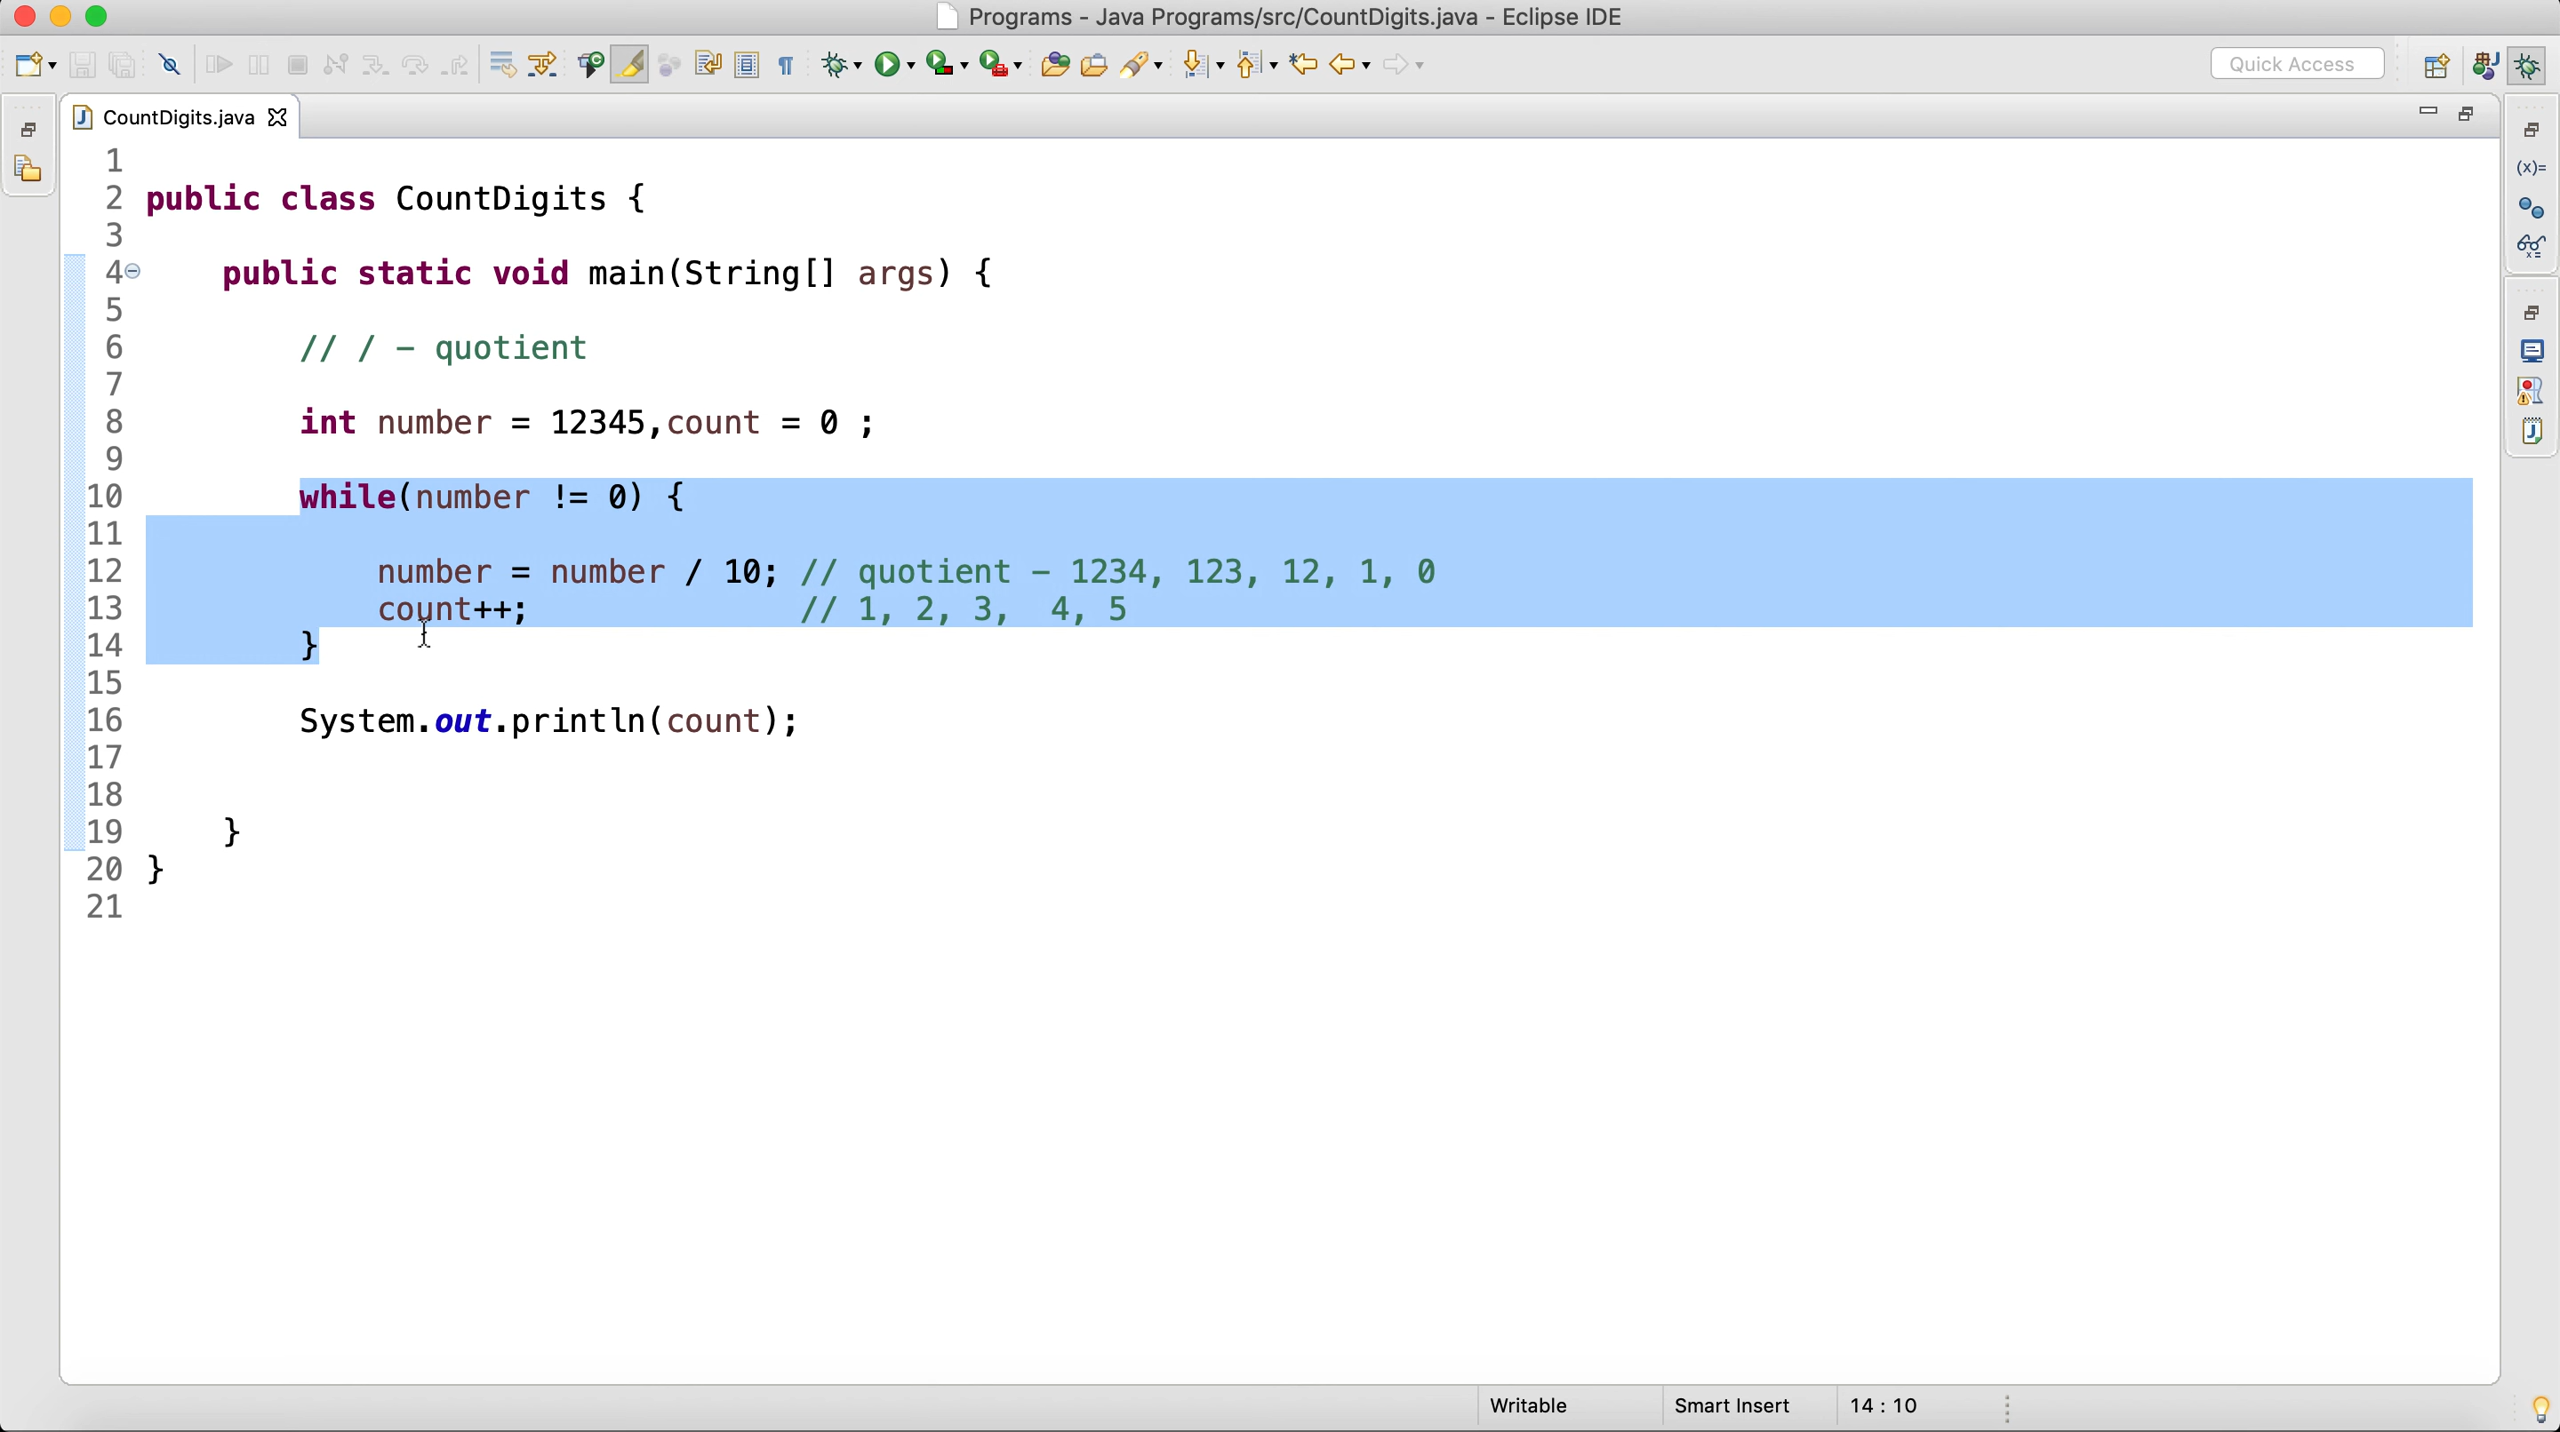 Programs - Java Programs/src/CountDigits.java - Eclipse IDE
Quick Access
CountDigits.java
1
2 public class CountDigits {
3
4 public static void main(String[] args) {
5
6 // / – quotient
7
8 int number = 12345,count = 0 ;
9
10 while(number != 0) {
11
12 number = number / 10; // quotient – 1234, 123, 12, 1, 0
13 count++; // 1, 2, 3, 4, 5
14 }
15
16 System.out.println(count);
17
18
19 }
20 }
21
Writable Smart Insert 14 : 10